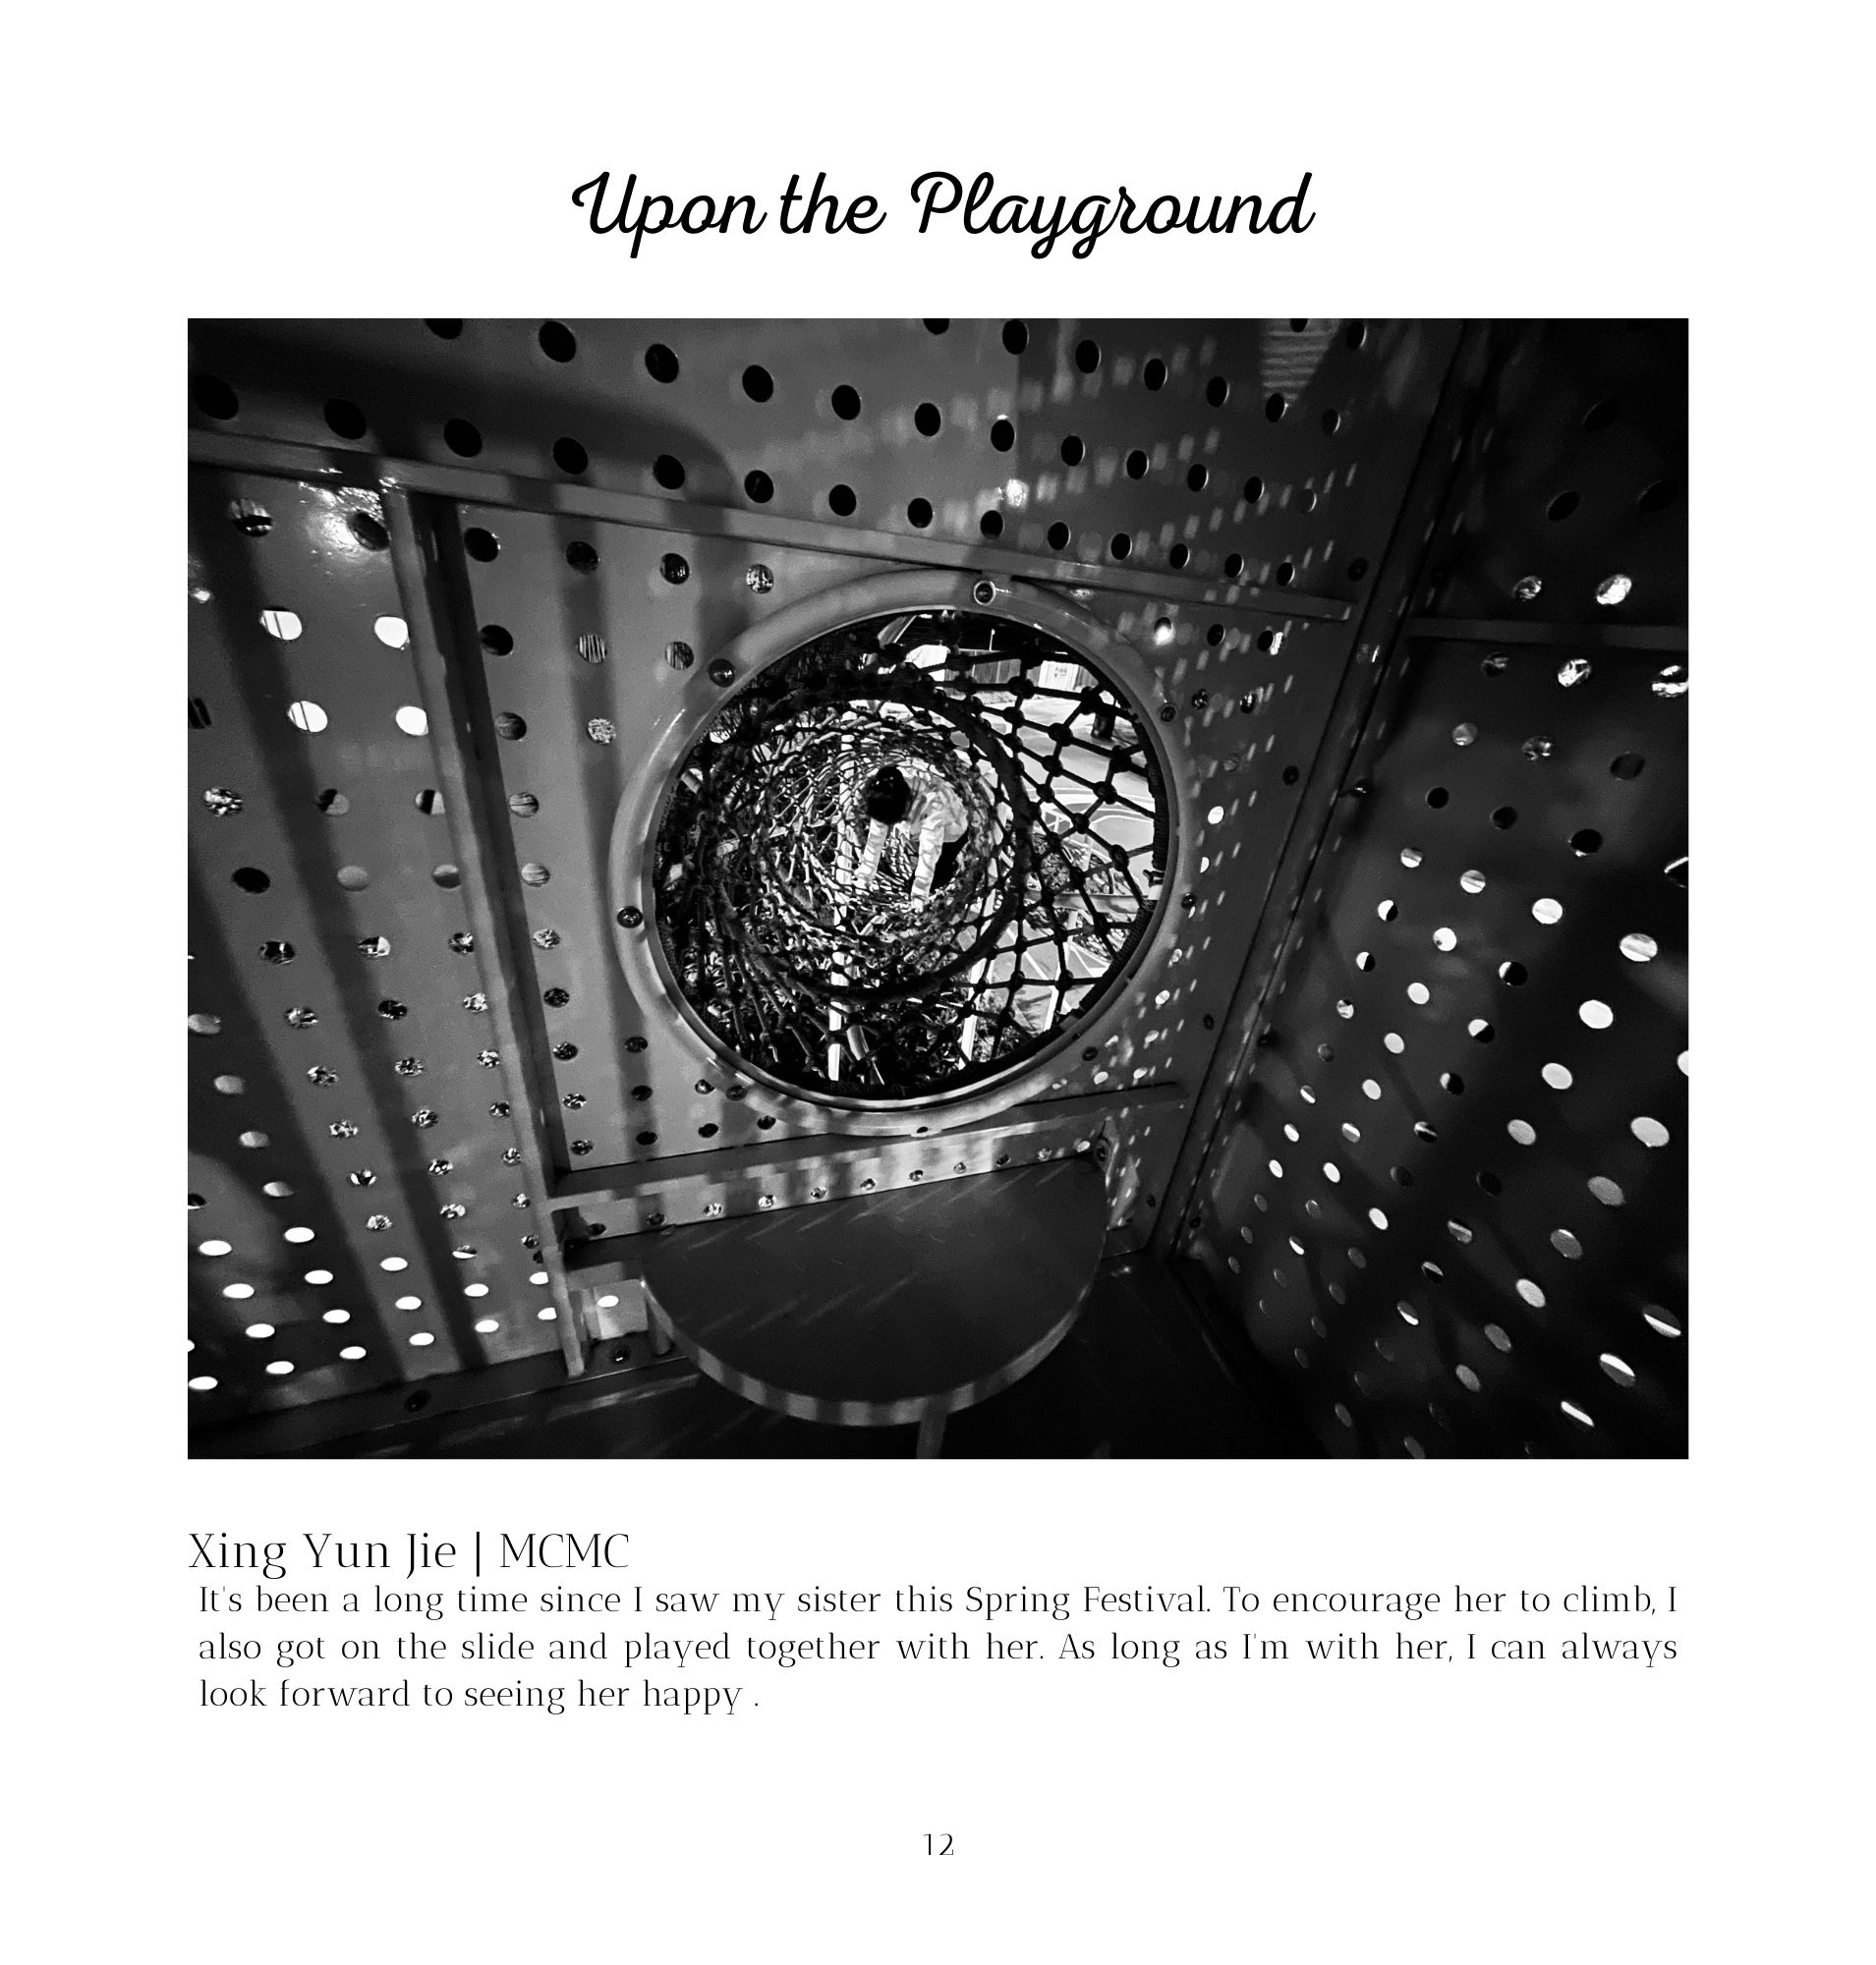 Upon the Playground
Xing Yun Jie | MCMC
It's been a long time since I saw my sister this Spring Festival. To encourage her to climb, I
also got on the slide and played together with her. As long as I'm with her, I can always
look forward to seeing her happy .
12